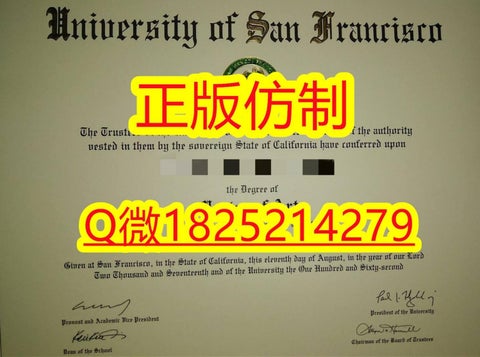 University of San Francisco
正版仿制
The Trustees of the authority
vested in them by the sovereign State of California have conferred upon
the Degree of
of Art
Q微1825214279
Given at San Francisco, in the State of California, this eleventh day of August, in the year of our Lord
Two Thousand and Seventeenth and of the University the One Hundred and Sixty-second
Provost and Academic Vice President
President of the University
Dean of the School
Chairman of the Board of Trustees